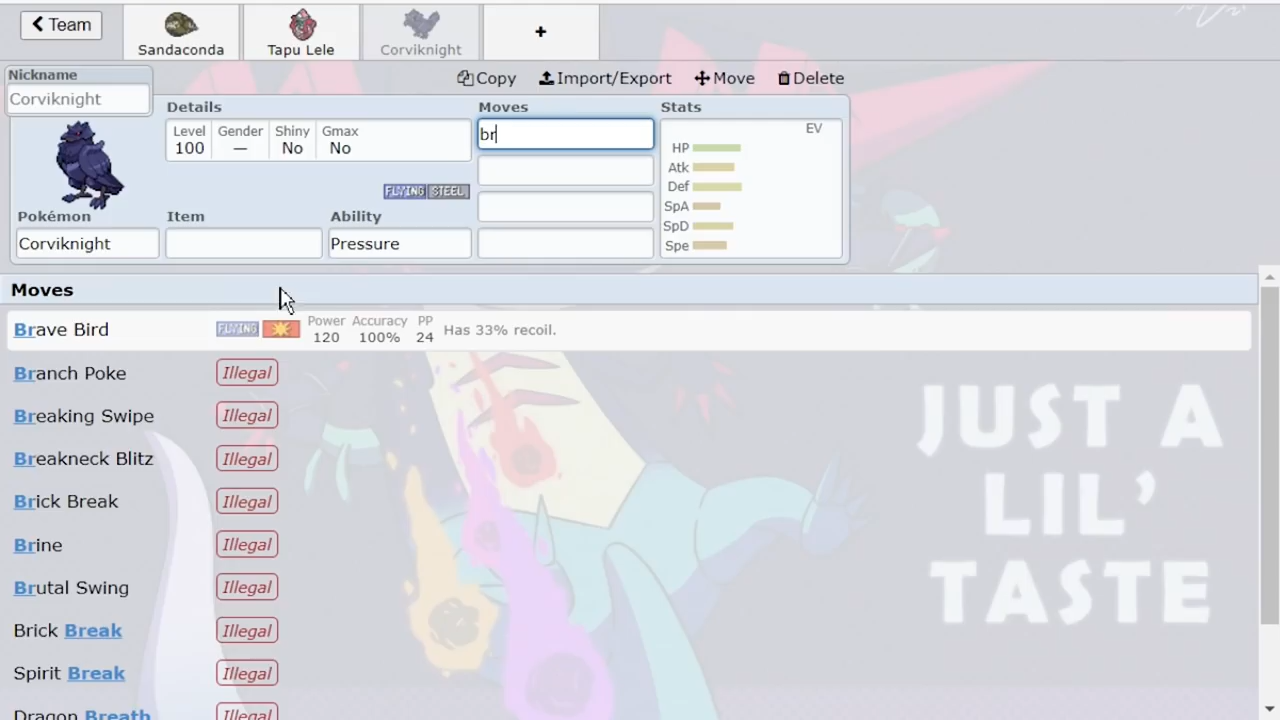 Team
Sandaconda
Tapu Lele
Corviknight
+
Nickname
Corviknight
Copy
Import/Export
Move
Delete
Details
Level
100
Gender
—
Shiny
No
Gmax
No
FLYING STEEL
Pokémon
Corviknight
Item
Ability
Pressure
Moves
br
Stats
EV
HP
Atk
Def
SpA
SpD
Spe
Moves
Brave Bird FLYING Power 120 Accuracy 100% PP 24 Has 33% recoil.
Branch Poke Illegal
Breaking Swipe Illegal
Breakneck Blitz Illegal
Brick Break Illegal
Brine Illegal
Brutal Swing Illegal
Brick Break Illegal
Spirit Break Illegal
Dragon Breath Illegal
JUST A
LIL'
TASTE